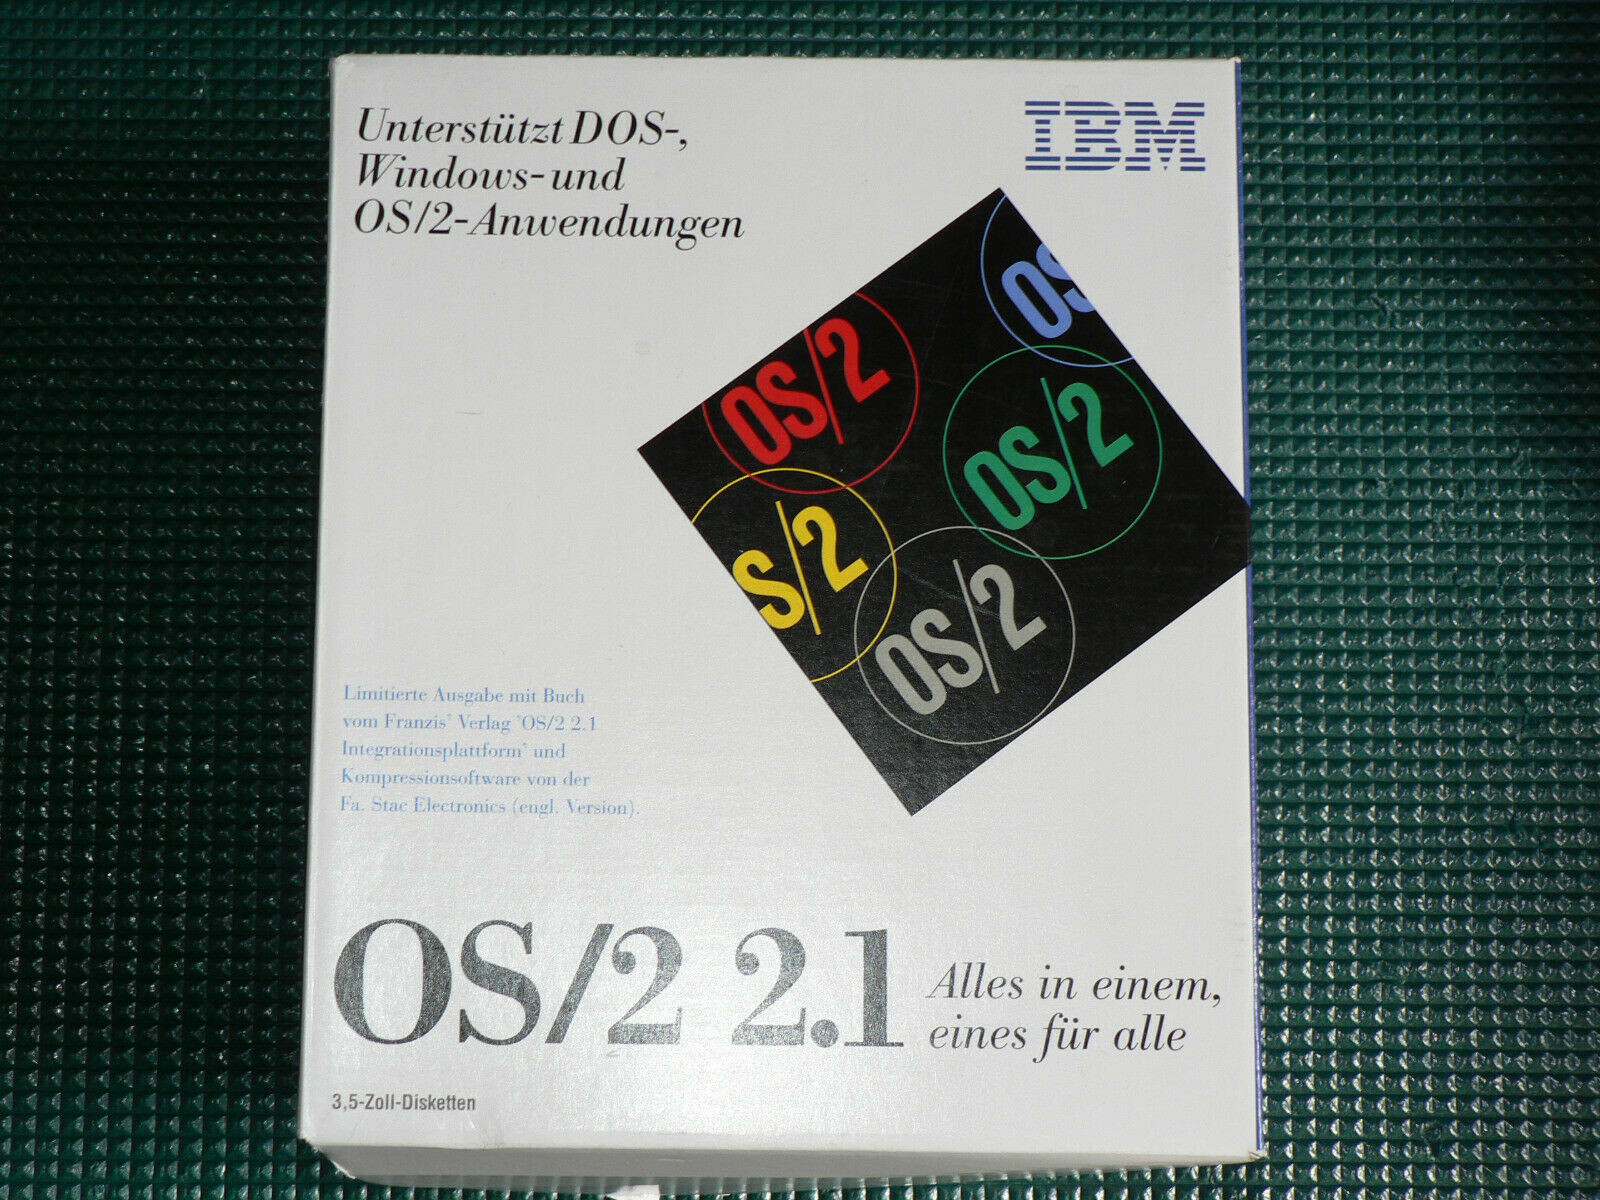 Unterstützt DOS-,
Windows- und
OS/2-Anwendungen
IBM
OS
OS/2
OS/2
S/2
OS/2
Limitierte Ausgabe mit Buch
vom Franzis' Verlag 'OS/2 2.1
Integrationsplattform' und
Kompressionsoftware von der
Fa. Stac Electronics (engl. Version).
OS/2 2.1
Alles in einem,
eines für alle
3,5-Zoll-Disketten